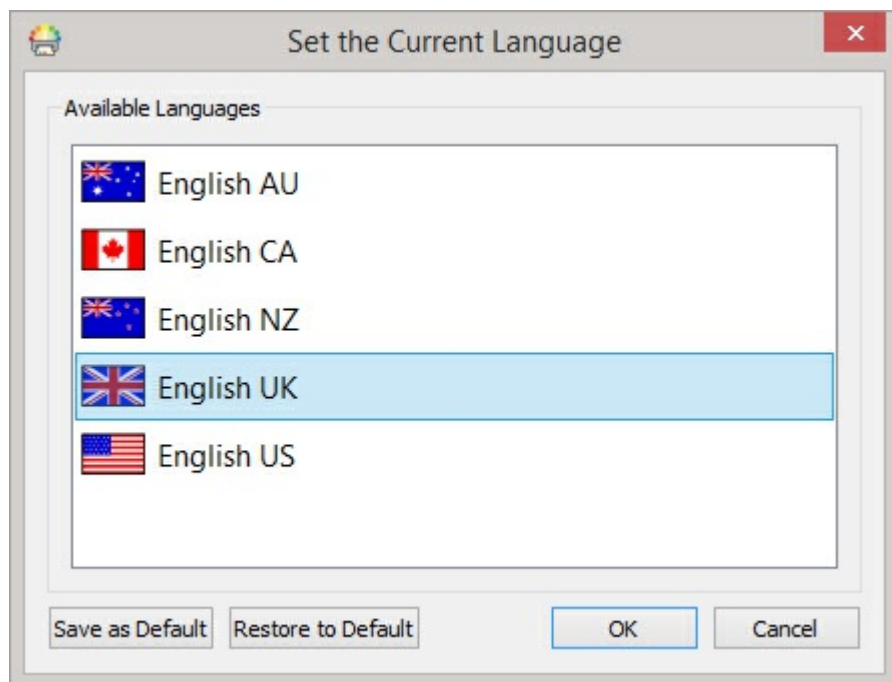 Set the Current Language
Available Languages
English AU
English CA
English NZ
English UK
English US
Save as Default Restore to Default OK Cancel